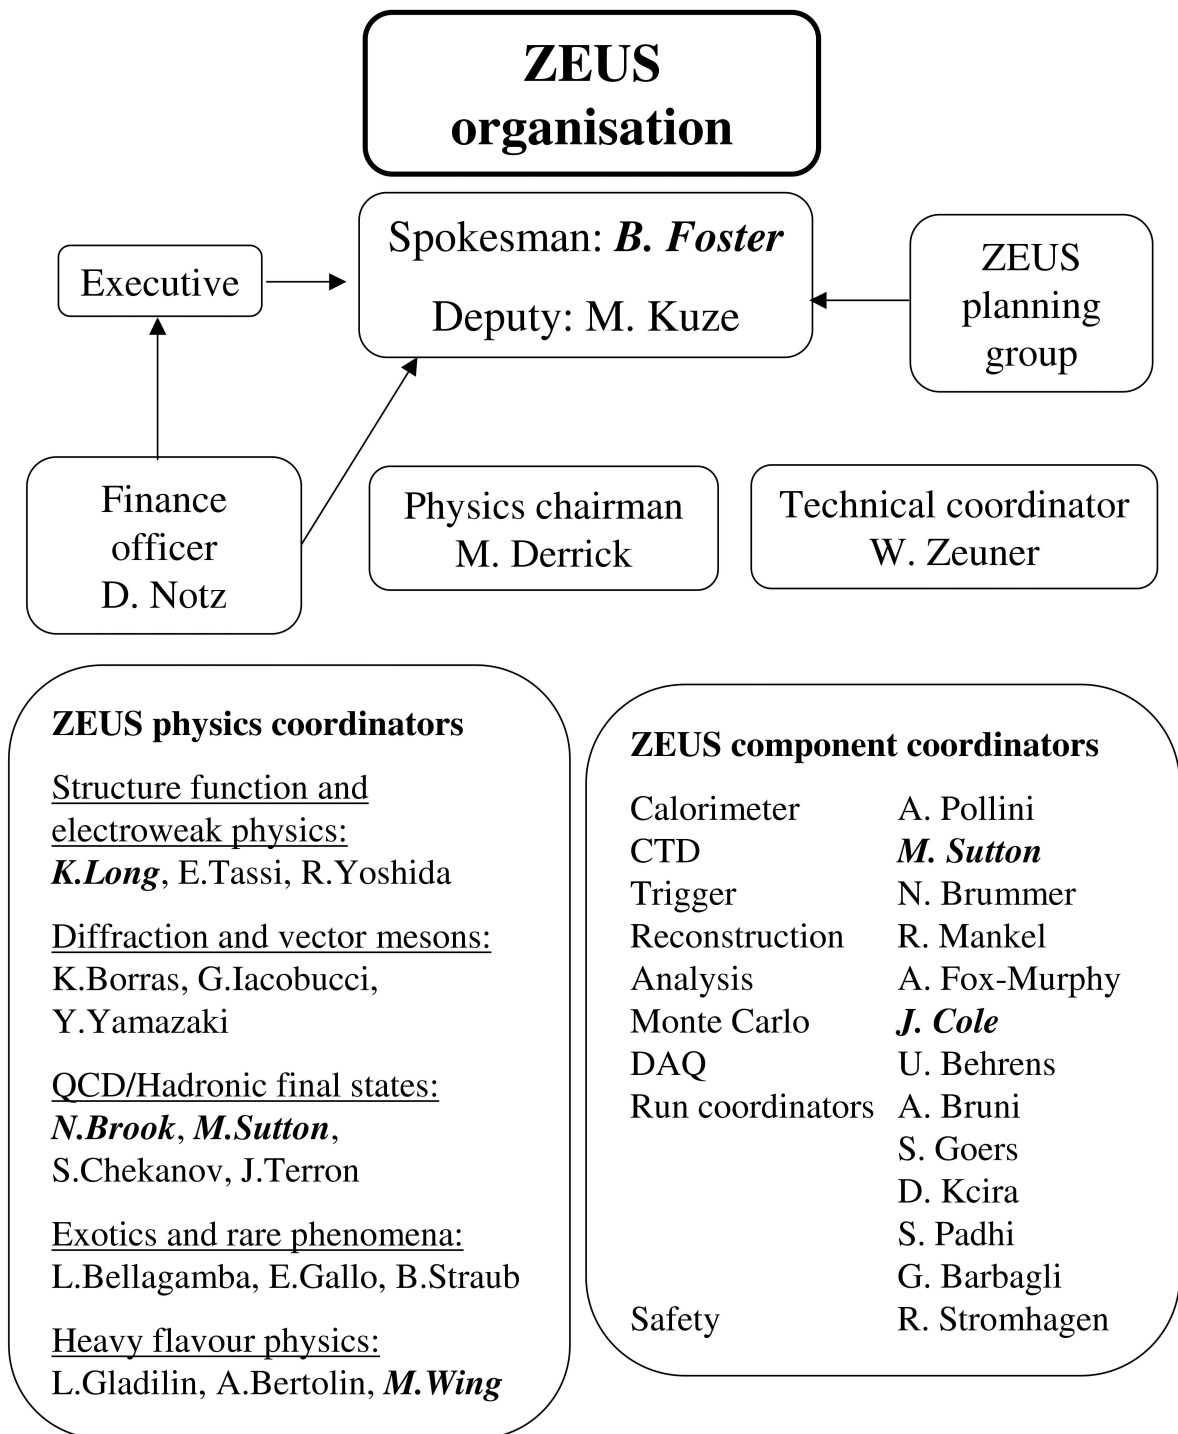 ZEUS
organisation
Spokesman: B. Foster
Deputy: M. Kuze
Executive
ZEUS
planning
group
Finance
officer
D. Notz
Physics chairman
M. Derrick
Technical coordinator
W. Zeuner
ZEUS physics coordinators
Structure function and
electroweak physics:
K.Long, E.Tassi, R.Yoshida
Diffraction and vector mesons:
K.Borras, G.Iacobucci,
Y.Yamazaki
QCD/Hadronic final states:
N.Brook, M.Sutton,
S.Chekanov, J.Terron
Exotics and rare phenomena:
L.Bellagamba, E.Gallo, B.Straub
Heavy flavour physics:
L.Gladilin, A.Bertolin, M.Wing
ZEUS component coordinators
Calorimeter A. Pollini
CTD M. Sutton
Trigger N. Brummer
Reconstruction R. Mankel
Analysis A. Fox-Murphy
Monte Carlo J. Cole
DAQ U. Behrens
Run coordinators A. Bruni
S. Goers
D. Kcira
S. Padhi
G. Barbagli
Safety R. Stromhagen